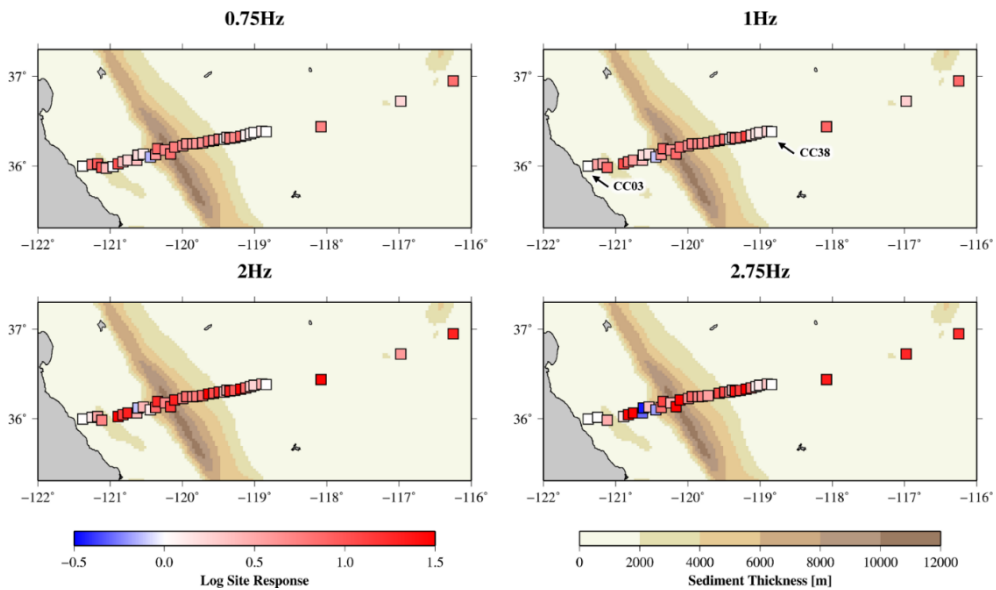 0.75Hz
1Hz
37°
36°
−122 −121 −120 −119 −118 −117 −116
37°
36°
CC38
CC03
−122 −121 −120 −119 −118 −117 −116°
2Hz
2.75Hz
37°
36°
−122 −121 −120 −119 −118 −117 −116°
37°
36°
−122 −121 −120 −119 −118 −117 −116°
−0.5 0.0 0.5 1.0 1.5
Log Site Response
0 2000 4000 6000 8000 10000 12000
Sediment Thickness [m]